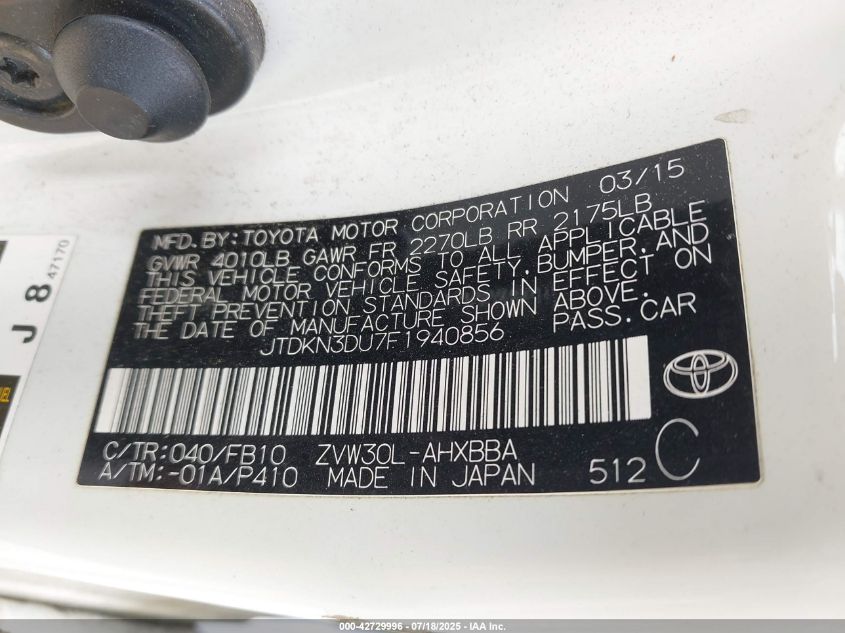 MFD. BY: TOYOTA MOTOR CORPORATION 03/15
GVWR 4010LB GAWR FR 2270LB RR 2175LB
THIS VEHICLE CONFORMS TO ALL APPLICABLE
FEDERAL MOTOR VEHICLE SAFETY, BUMPER, AND
THEFT PREVENTION STANDARDS IN EFFECT ON
THE DATE OF MANUFACTURE SHOWN ABOVE.
JTDKN3DU7F1940856 PASS. CAR
C/TR: 040/FB10 ZVW30L-AHXBBA
A/TM: -01A/P410 MADE IN JAPAN 512 C
J 8 47170
000-42729996 - 07/18/2025 - IAA Inc.